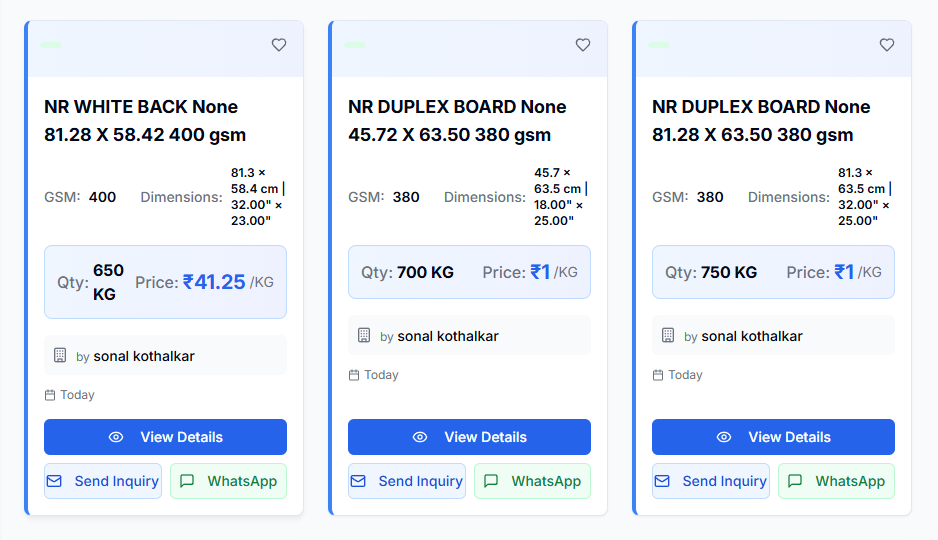 NR WHITE BACK None
81.28 X 58.42 400 gsm
GSM: 400 Dimensions: 81.3 ×
58.4 cm |
32.00" ×
23.00"
Qty: 650
KG
Price: ₹41.25 /KG
by sonal kothalkar
Today
View Details
Send Inquiry WhatsApp
NR DUPLEX BOARD None
45.72 X 63.50 380 gsm
GSM: 380 Dimensions: 45.7 ×
63.5 cm |
18.00" ×
25.00"
Qty: 700 KG Price: ₹1 /KG
by sonal kothalkar
Today
View Details
Send Inquiry WhatsApp
NR DUPLEX BOARD None
81.28 X 63.50 380 gsm
GSM: 380 Dimensions: 81.3 ×
63.5 cm |
32.00" ×
25.00"
Qty: 750 KG Price: ₹1 /KG
by sonal kothalkar
Today
View Details
Send Inquiry WhatsApp